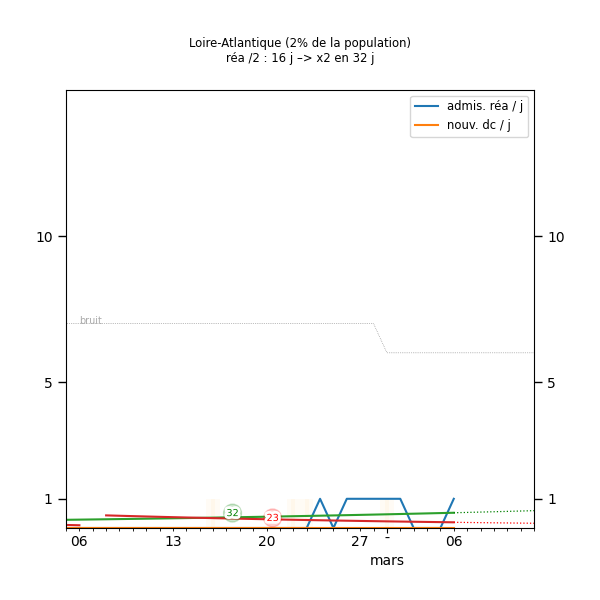 Loire-Atlantique (2% de la population)
réa /2 : 16 j –> x2 en 32 j
admis. réa / j
nouv. dc / j
10
10
bruit
5
5
1
1
32
23
06
13
20
27
-
06
mars